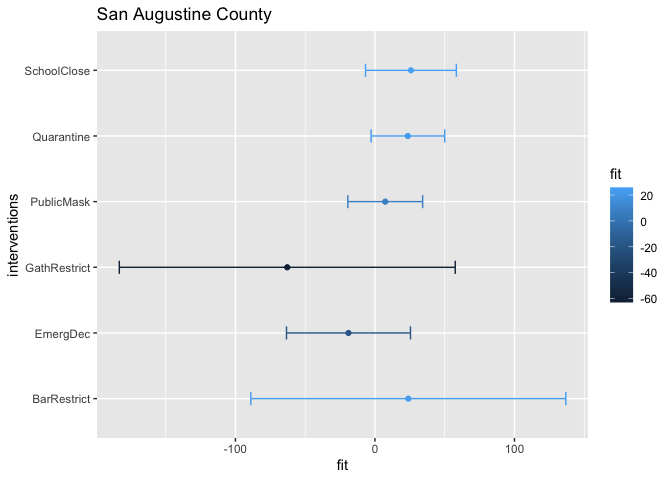 San Augustine County
interventions
SchoolClose
Quarantine
PublicMask
GathRestrict
EmergDec
BarRestrict
-100
0
100
fit
fit
20
0
-20
-40
-60